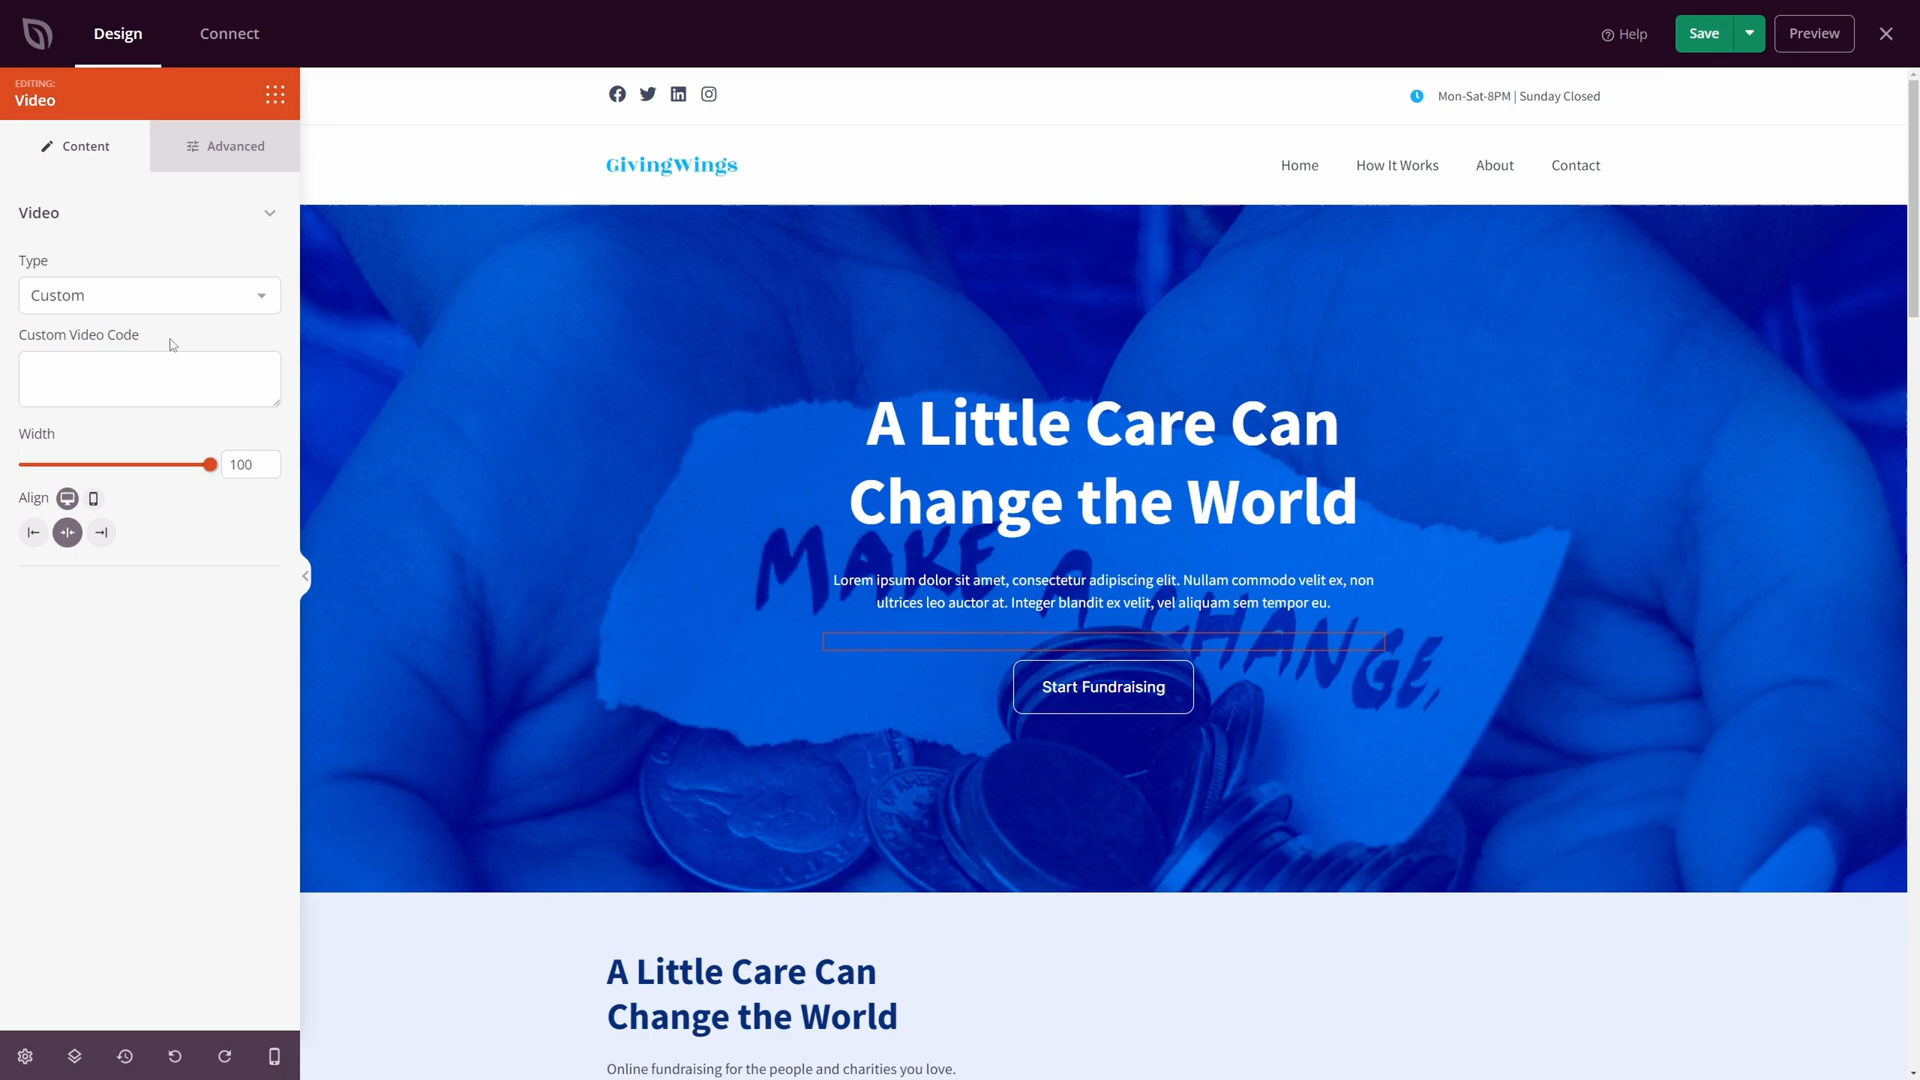 Design
Connect
Help
Save
Preview
EDITING:
Video
Content
Advanced
Video
Type
Custom
Custom Video Code
Width
100
Align
Mon-Sat-8PM | Sunday Closed
GivingWings
Home
How It Works
About
Contact
A Little Care Can
Change the World
MAKE A CHANGE,
Lorem ipsum dolor sit amet, consectetur adipiscing elit. Nullam commodo velit ex, non
ultrices leo auctor at. Integer blandit ex velit, vel aliquam sem tempor eu.
Start Fundraising
A Little Care Can
Change the World
Online fundraising for the people and charities you love.